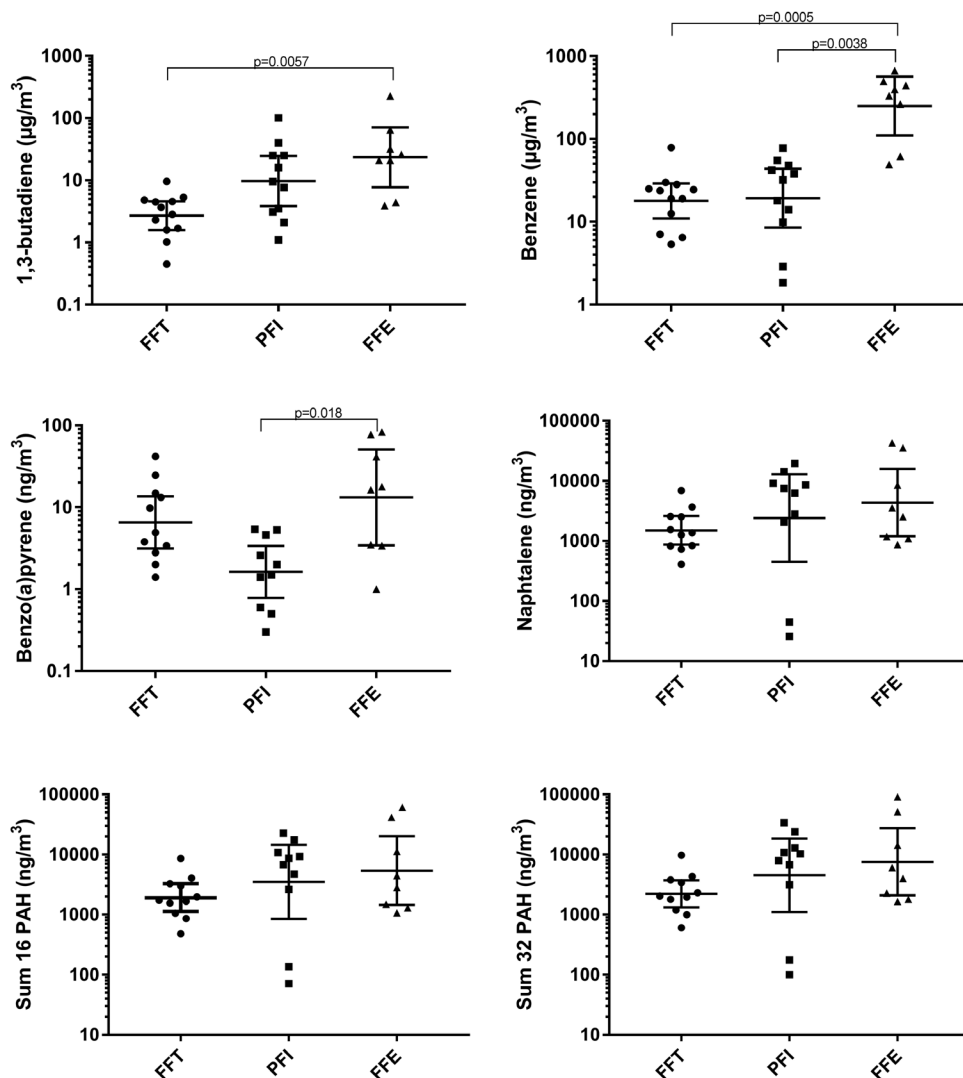 p=0.0057
1,3-butadiene (µg/m³)
1000
100
10
1
0.1
FFT
PFI
FFE
p=0.0005
p=0.0038
Benzene (µg/m³)
1000
100
10
1
FFT
PFI
FFE
p=0.018
Benzo(a)pyrene (ng/m³)
100
10
1
0.1
FFT
PFI
FFE
Naphtalene (ng/m³)
100000
10000
1000
100
10
FFT
PFI
FFE
Sum 16 PAH (ng/m³)
100000
10000
1000
100
10
FFT
PFI
FFE
Sum 32 PAH (ng/m³)
100000
10000
1000
100
10
FFT
PFI
FFE